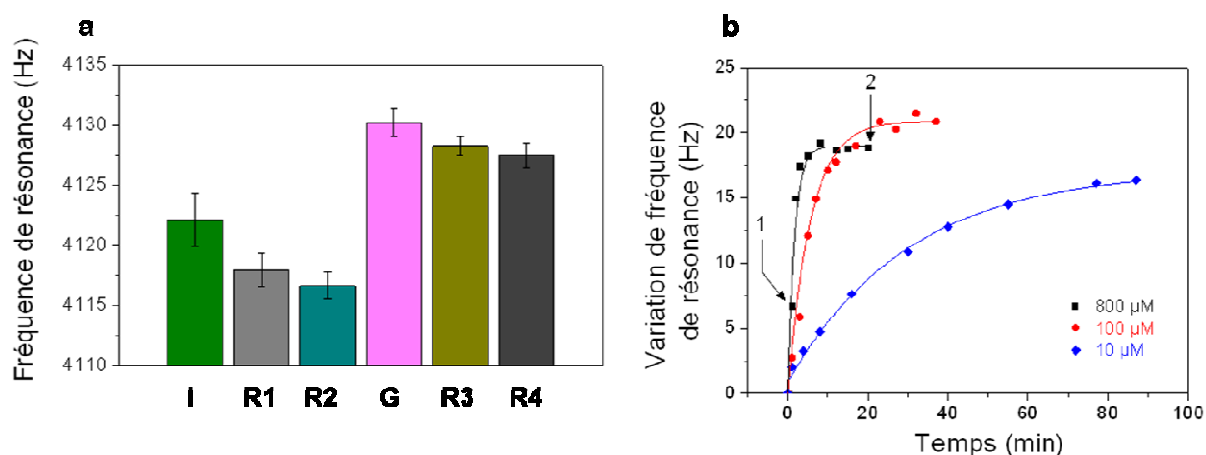 a
Fréquence de résonance (Hz)
4135
4130
4125
4120
4115
4110
I R1 R2 G R3 R4
b
Variation de fréquence
de résonance (Hz)
25
20
15
10
5
0
1
2
800 µM
100 µM
10 µM
0 20 40 60 80 100
Temps (min)